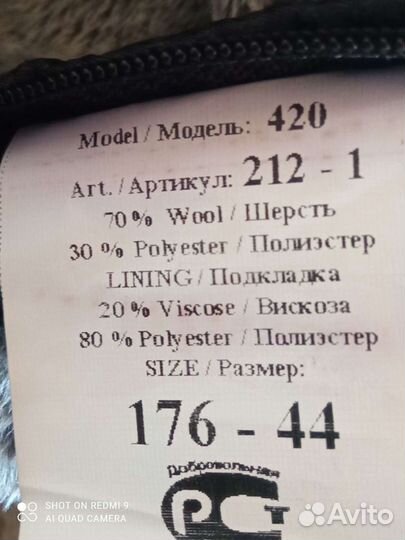 Model / Модель: 420
Art. / Артикул: 212 - 1
70 % Wool / Шерсть
30 % Polyester / Полиэстер
LINING / Подкладка
20 % Viscose / Вискоза
80 % Polyester / Полиэстер
SIZE / Размер:
176 - 44
Добровольная
РСТ
SHOT ON REDMI 9
AI QUAD CAMERA
Avito